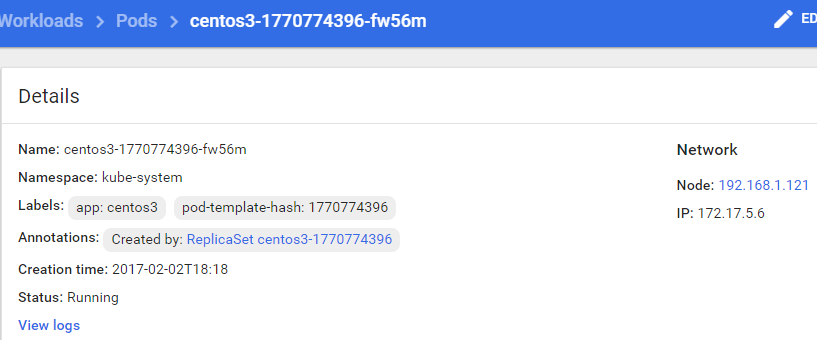 Workloads > Pods > centos3-1770774396-fw56m
Details
Name: centos3-1770774396-fw56m
Namespace: kube-system
Labels: app: centos3 pod-template-hash: 1770774396
Annotations: Created by: ReplicaSet centos3-1770774396
Creation time: 2017-02-02T18:18
Status: Running
View logs
Network
Node: 192.168.1.121
IP: 172.17.5.6